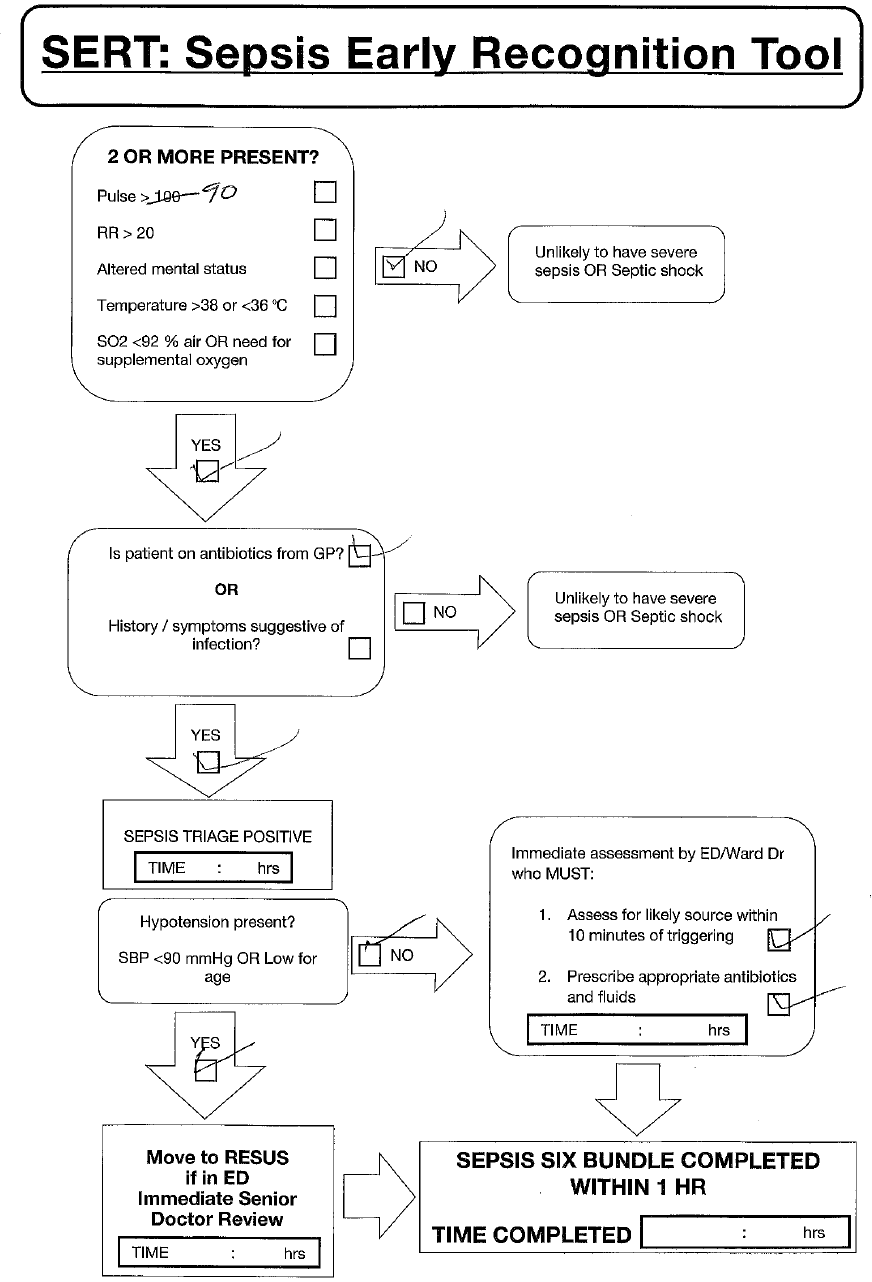 SERT: Sepsis Early Recognition Tool
2 OR MORE PRESENT?
Pulse > 100 90
RR > 20
Altered mental status
Temperature >38 or <36 °C
SO2 <92 % air OR need for
supplemental oxygen
NO
Unlikely to have severe
sepsis OR Septic shock
YES
Is patient on antibiotics from GP?
OR
History / symptoms suggestive of
infection?
NO
Unlikely to have severe
sepsis OR Septic shock
YES
SEPSIS TRIAGE POSITIVE
TIME : hrs
Hypotension present?
SBP <90 mmHg OR Low for
age
NO
Immediate assessment by ED/Ward Dr
who MUST:
1. Assess for likely source within
10 minutes of triggering
2. Prescribe appropriate antibiotics
and fluids
TIME : hrs
YES
Move to RESUS
if in ED
Immediate Senior
Doctor Review
TIME : hrs
SEPSIS SIX BUNDLE COMPLETED
WITHIN 1 HR
TIME COMPLETED : hrs